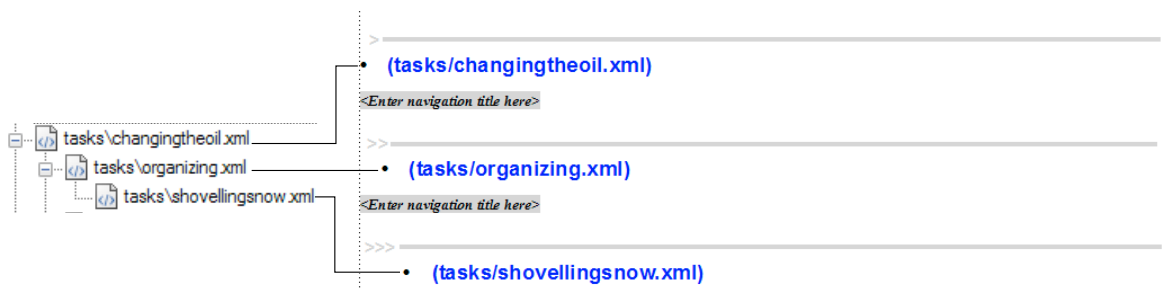 >
• (tasks/changingtheoil.xml)
<Enter navigation title here>
tasks\changingtheoil.xml
>>
tasks\organizing.xml
• (tasks/organizing.xml)
tasks\shovellingsnow.xml
<Enter navigation title here>
>>>
• (tasks/shovellingsnow.xml)